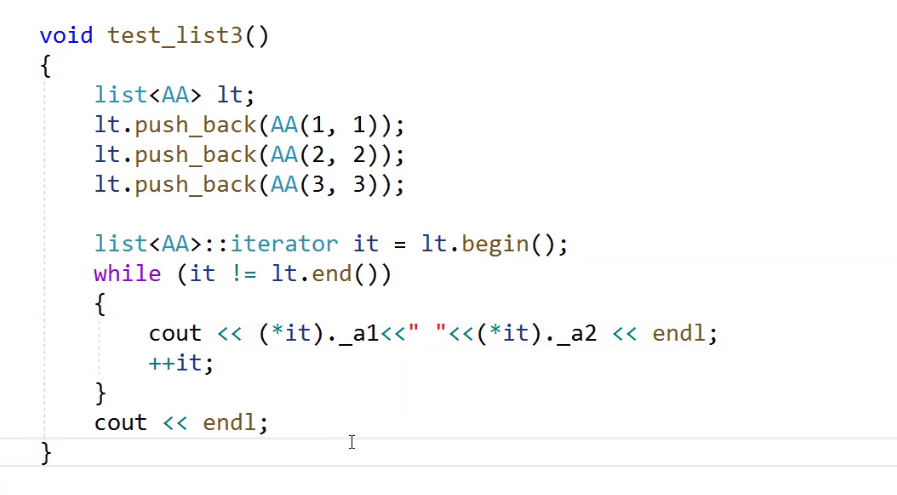 void test_list3()
{
    list<AA> lt;
    lt.push_back(AA(1, 1));
    lt.push_back(AA(2, 2));
    lt.push_back(AA(3, 3));

    list<AA>::iterator it = lt.begin();
    while (it != lt.end())
    {
        cout << (*it)._a1<<" "<<(*it)._a2 << endl;
        ++it;
    }
    cout << endl;
}